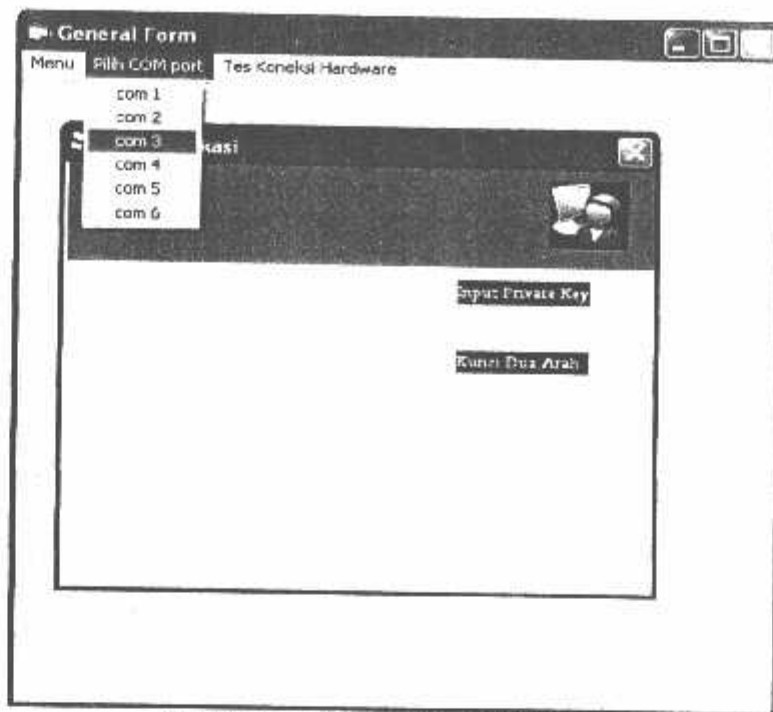 General Form
Menu Pilih COM port Tes Koneksi Hardware
com 1
com 2
com 3
com 4
com 5
com 6
Input Private Key
Kunci Dua Arah